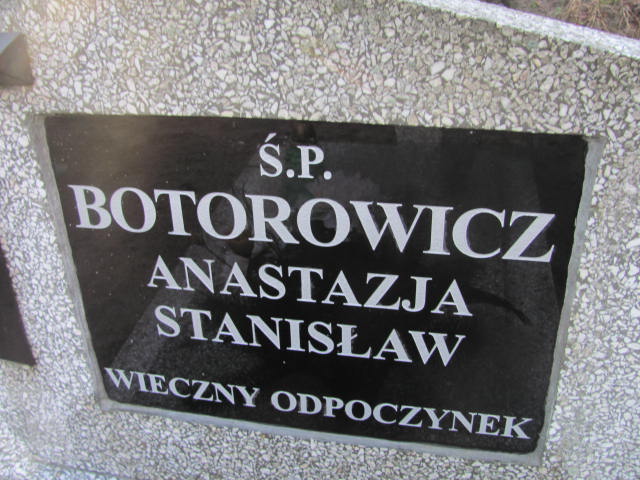 Ś.P.
BOTOROWICZ
ANASTAZJA
STANISŁAW
WIECZNY ODPOCZYNEK